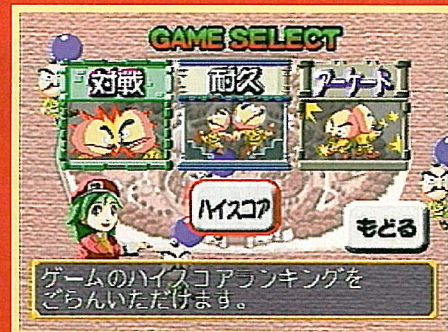 GAME SELECT
対戦
耐久
アーケード
ハイスコア
もどる
ゲームのハイスコアランキングを
ごらんいただけます。